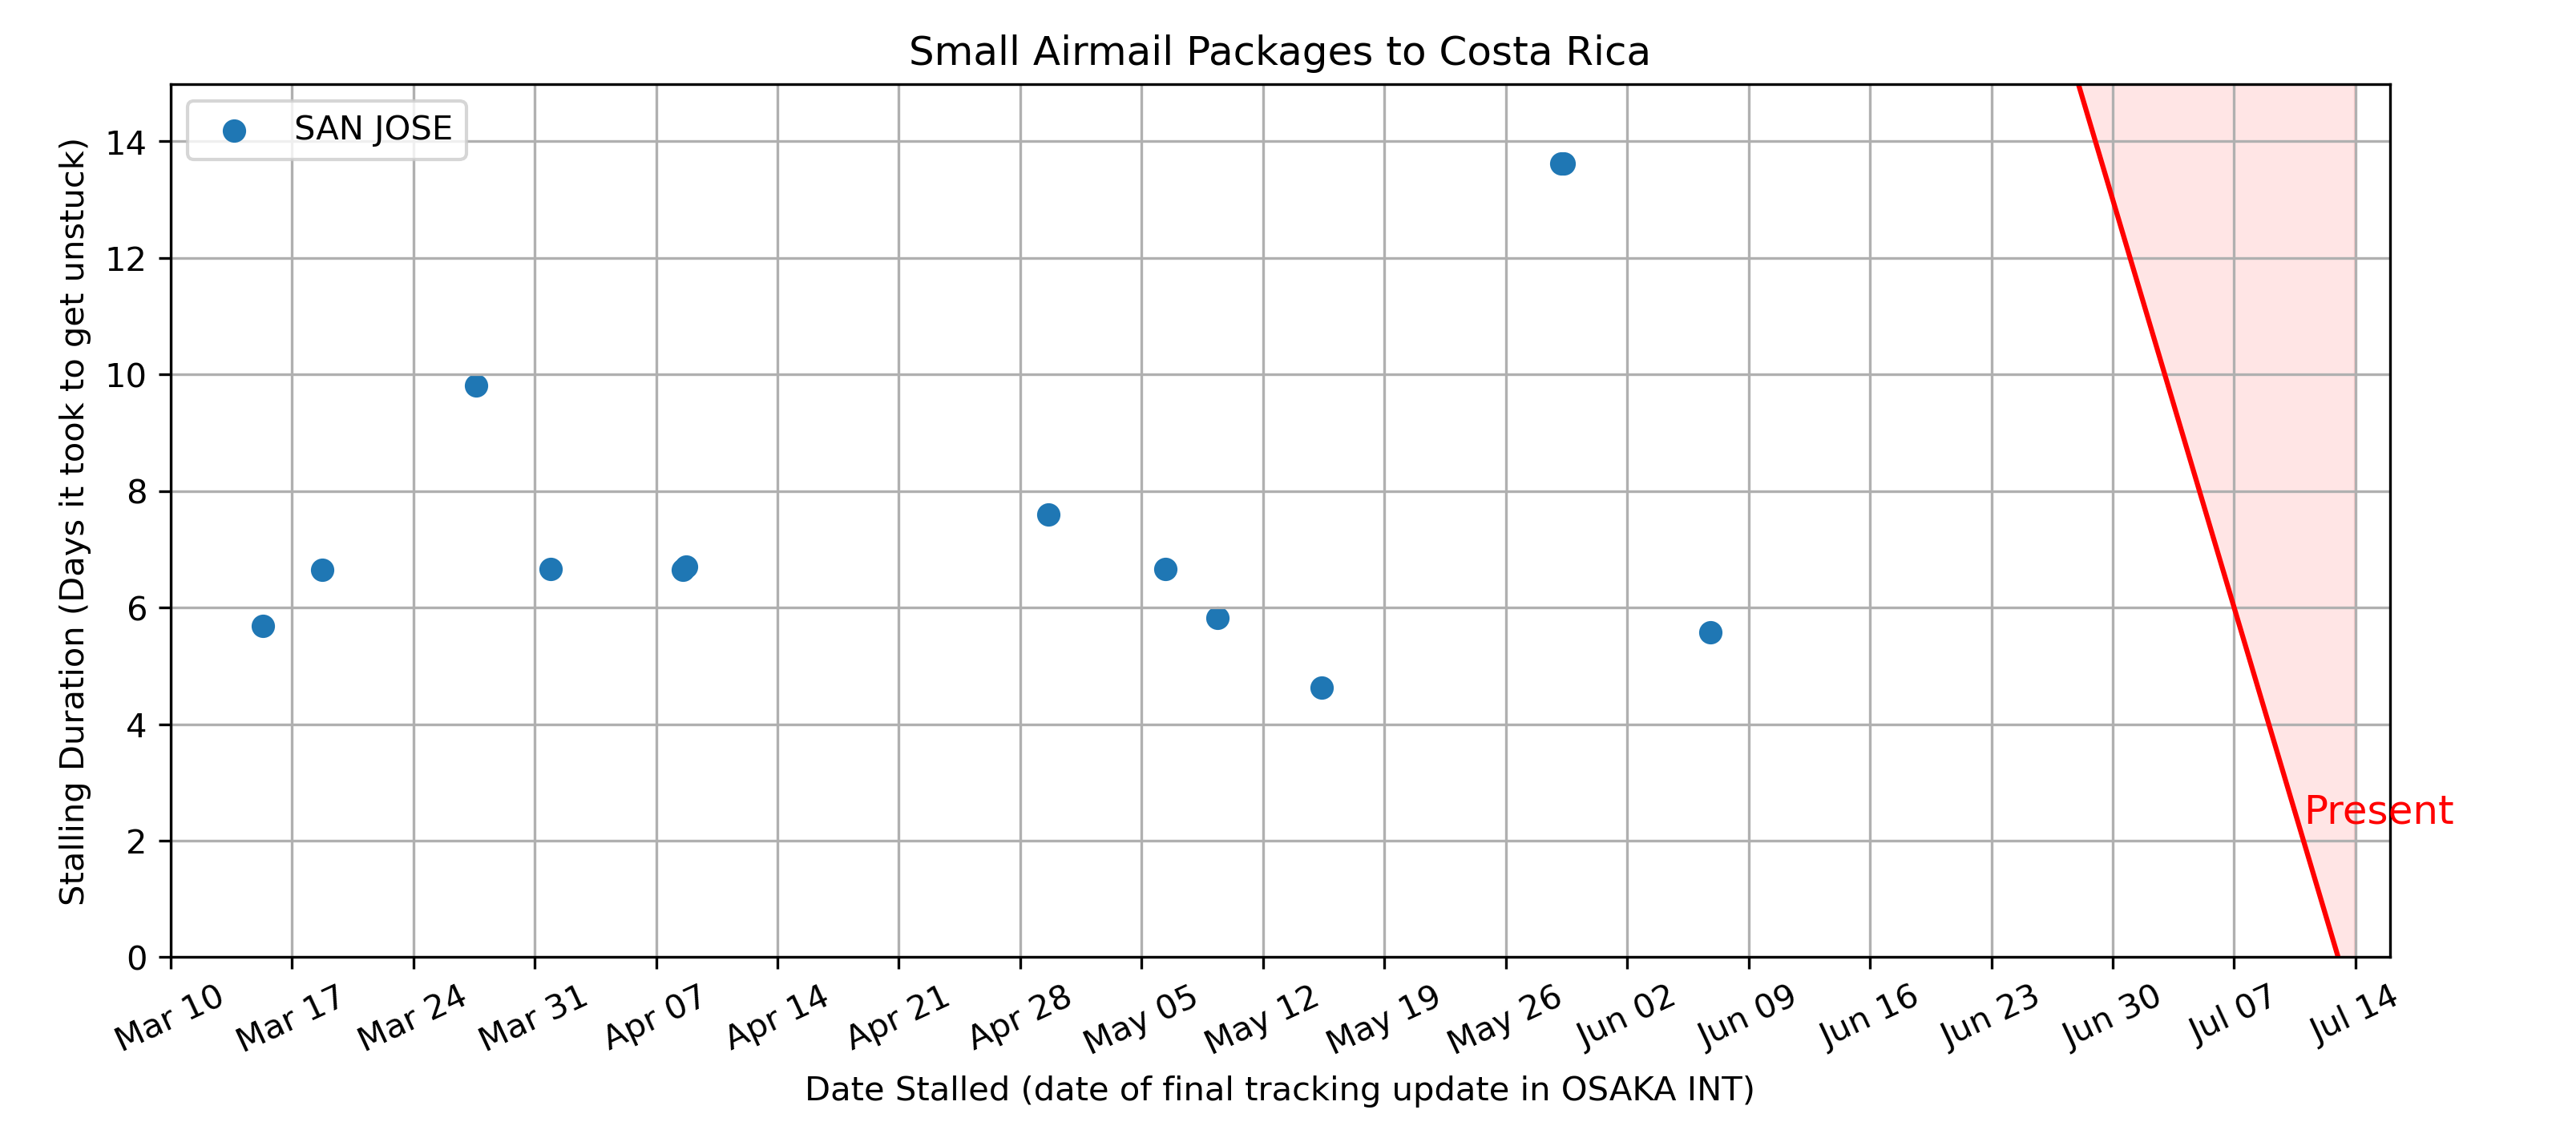 Small Airmail Packages to Costa Rica
SAN JOSE
Stalling Duration (Days it took to get unstuck)
14
12
10
8
6
4
2
0
Present
Mar 10
Mar 17
Mar 24
Mar 31
Apr 07
Apr 14
Apr 21
Apr 28
May 05
May 12
May 19
May 26
Jun 02
Jun 09
Jun 16
Jun 23
Jun 30
Jul 07
Jul 14
Date Stalled (date of final tracking update in OSAKA INT)